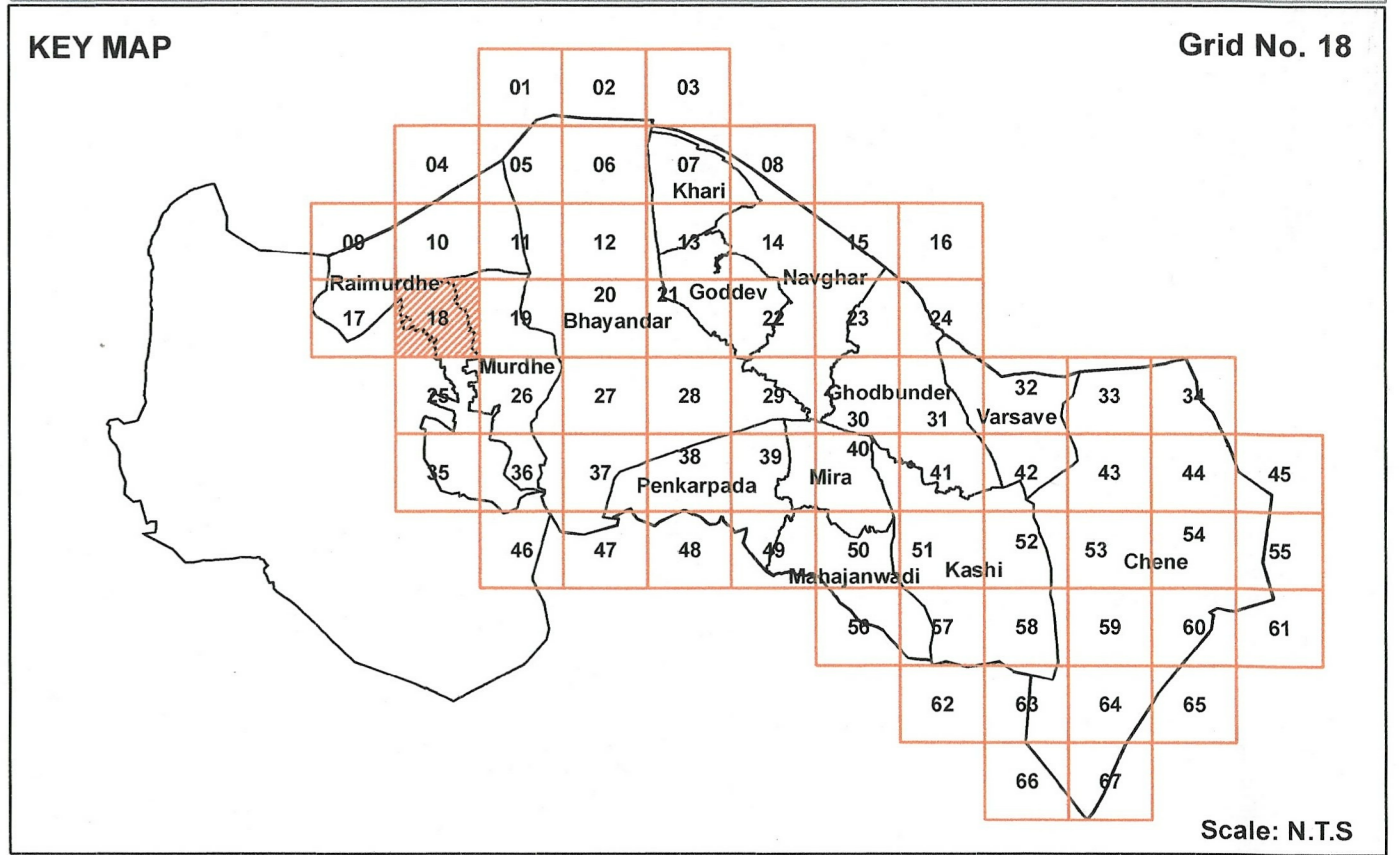 KEY MAP
Grid No. 18
01 02 03
04 05 06 07 08
Khari
09 10 11 12 13 14 15 16
Raimurdhe Goddev Navghar
17 18 19 20 21 22 23 24
Bhayandar
Murdhe
25 26 27 28 29 30 31 32 33 34
Ghodbunder
Varsave
35 36 37 38 39 40 41 42 43 44 45
Penkarpada Mira
46 47 48 49 50 51 52 53 54 55
Mahajanwadi Kashi Chene
56 57 58 59 60 61
62 63 64 65
66 67
Scale: N.T.S